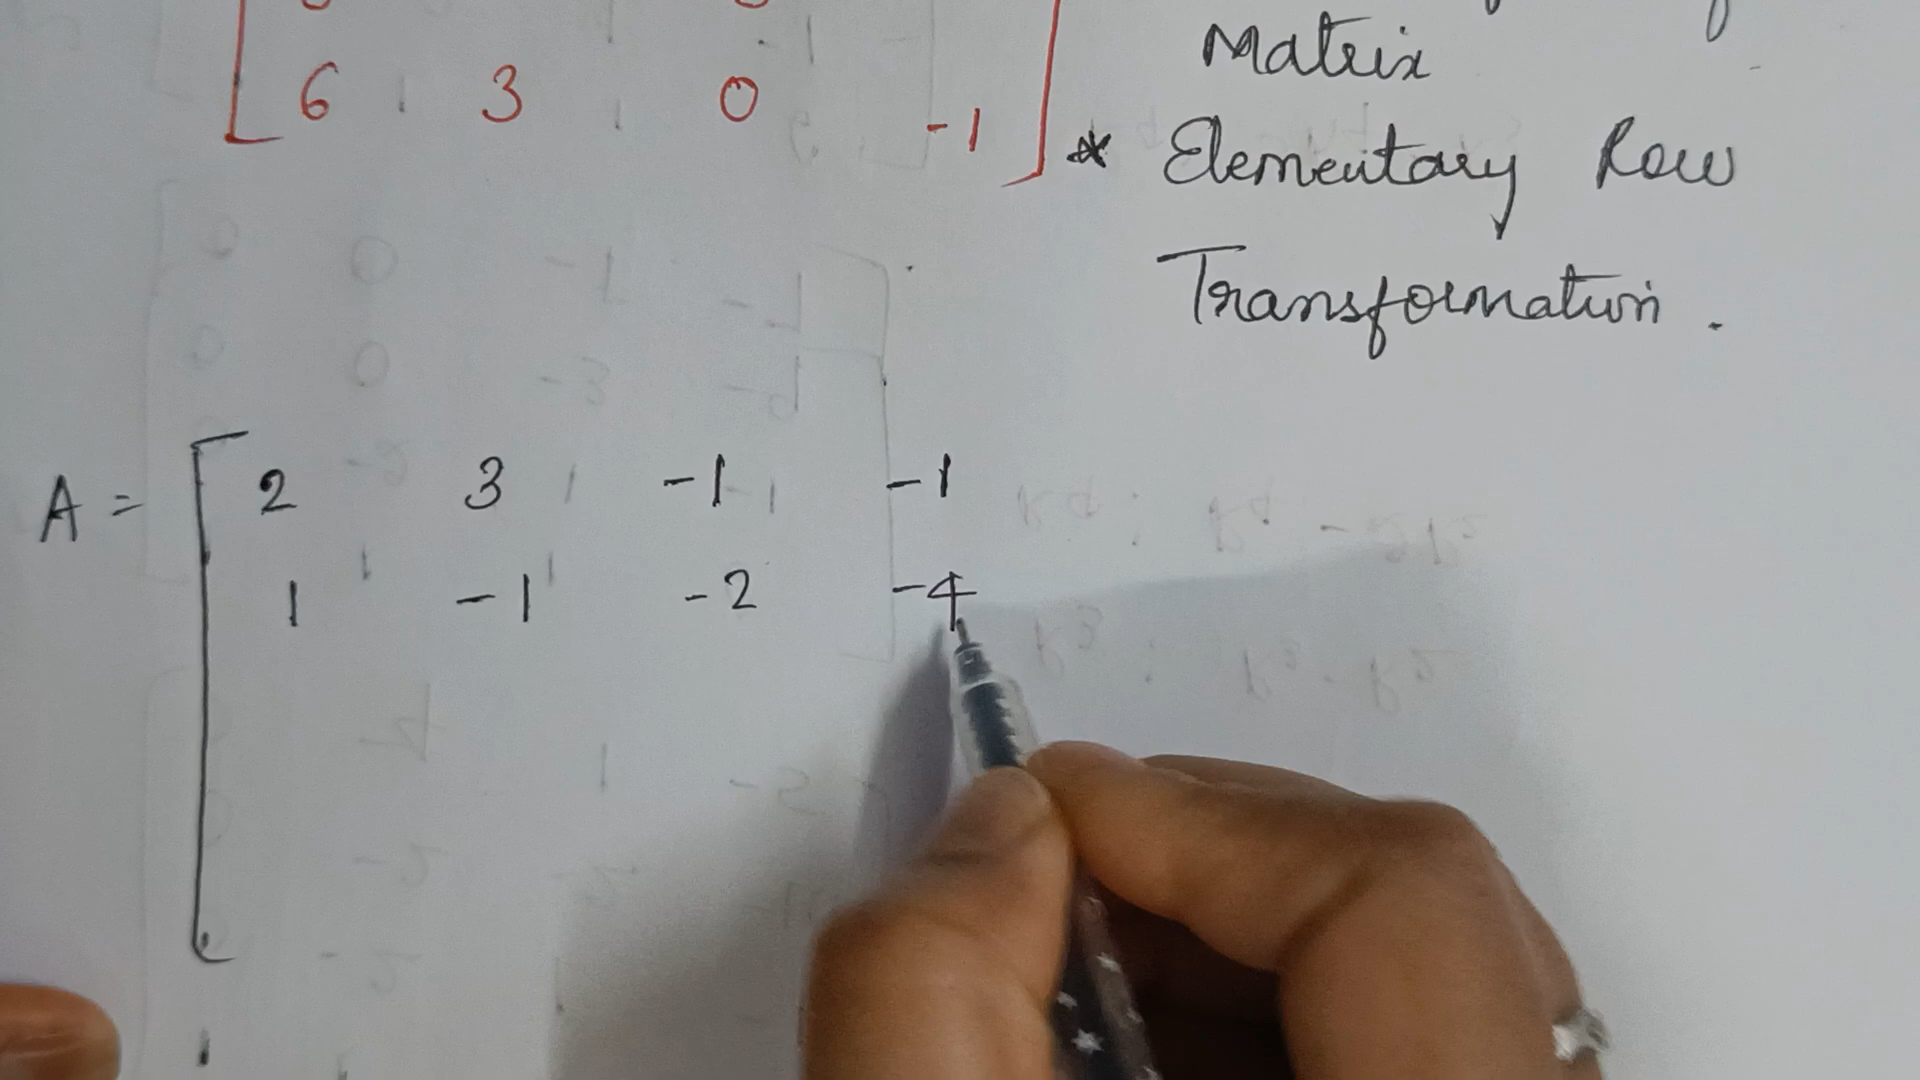 Matrix
6 3 0 -1
* Elementary Row
Transformation.
A = 2 3 -1 -1
1 -1 -2 -4